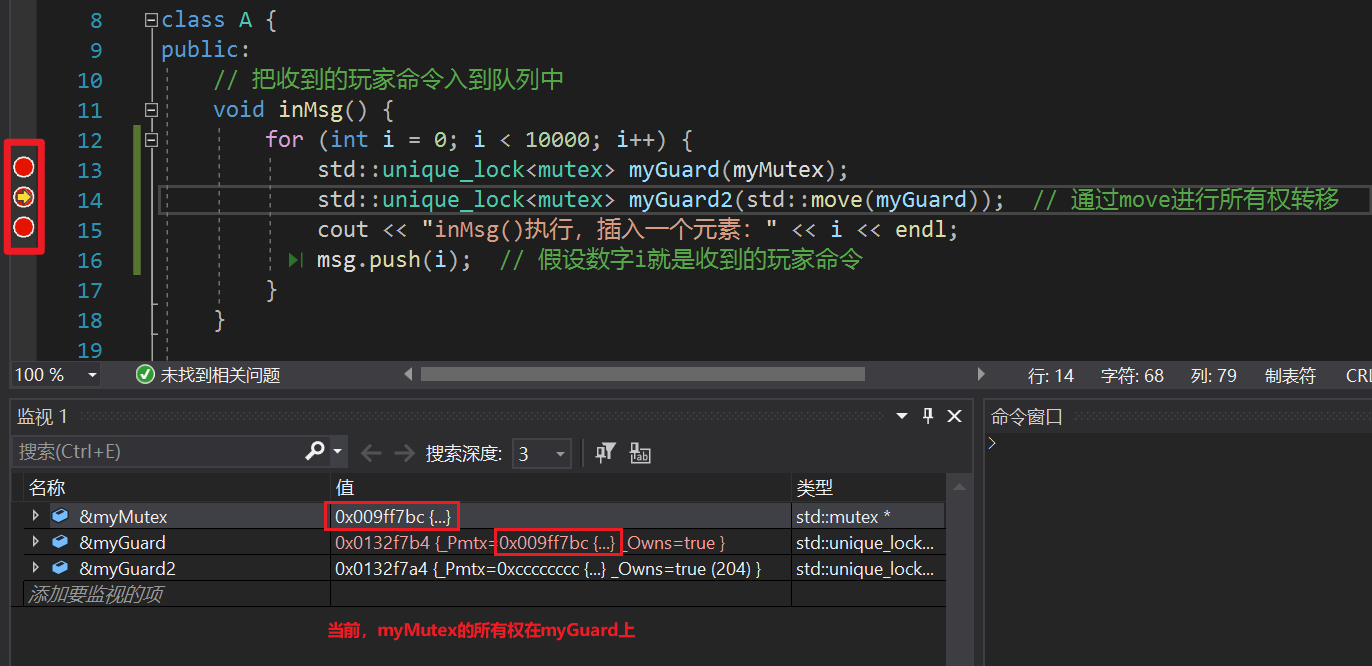 8 class A {
9 public:
10 // 把收到的玩家命令入到队列中
11 void inMsg() {
12 for (int i = 0; i < 10000; i++) {
13 std::unique_lock<mutex> myGuard(myMutex);
14 std::unique_lock<mutex> myGuard2(std::move(myGuard)); // 通过move进行所有权转移
15 cout << "inMsg()执行，插入一个元素：" << i << endl;
16 msg.push(i); // 假设数字i就是收到的玩家命令
17 }
18 }
19
100 % 未找到相关问题 行: 14 字符: 68 列: 79 制表符 CRL
监视 1 命令窗口
搜索(Ctrl+E) 搜索深度: 3 >
名称 值 类型
&myMutex 0x009ff7bc {...} std::mutex *
&myGuard 0x0132f7b4 {_Pmtx=0x009ff7bc {...} _Owns=true } std::unique_lock...
&myGuard2 0x0132f7a4 {_Pmtx=0xcccccccc {...} _Owns=true (204) } std::unique_lock...
添加要监视的项
当前，myMutex的所有权在myGuard上